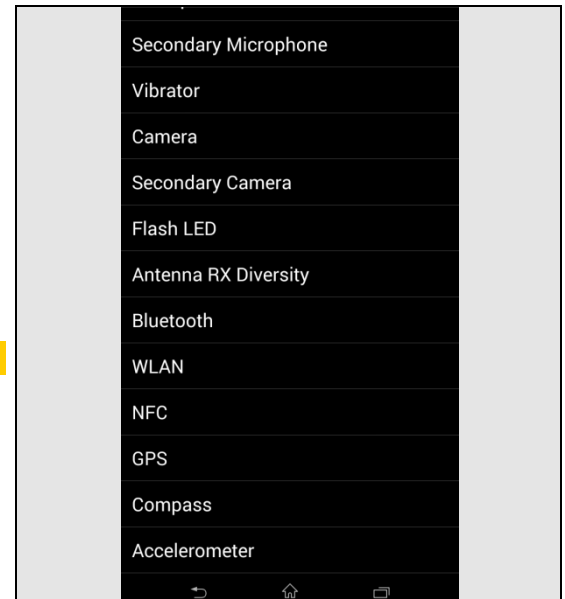 Secondary Microphone
Vibrator
Camera
Secondary Camera
Flash LED
Antenna RX Diversity
Bluetooth
WLAN
NFC
GPS
Compass
Accelerometer